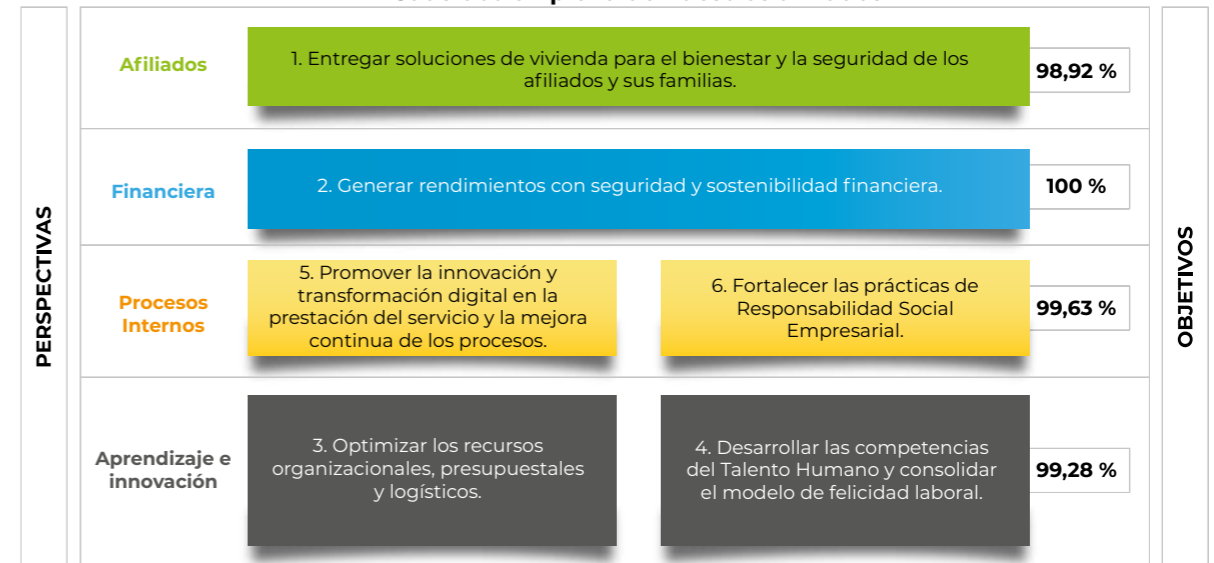 PERSPECTIVAS
Afiliados
1. Entregar soluciones de vivienda para el bienestar y la seguridad de los
afiliados y sus familias.
98,92 %
Financiera
2. Generar rendimientos con seguridad y sostenibilidad financiera.
100 %
Procesos
Internos
5. Promover la innovación y
transformación digital en la
prestación del servicio y la mejora
continua de los procesos.
6. Fortalecer las prácticas de
Responsabilidad Social
Empresarial.
99,63 %
Aprendizaje e
innovación
3. Optimizar los recursos
organizacionales, presupuestales
y logísticos.
4. Desarrollar las competencias
del Talento Humano y consolidar
el modelo de felicidad laboral.
99,28 %
OBJETIVOS